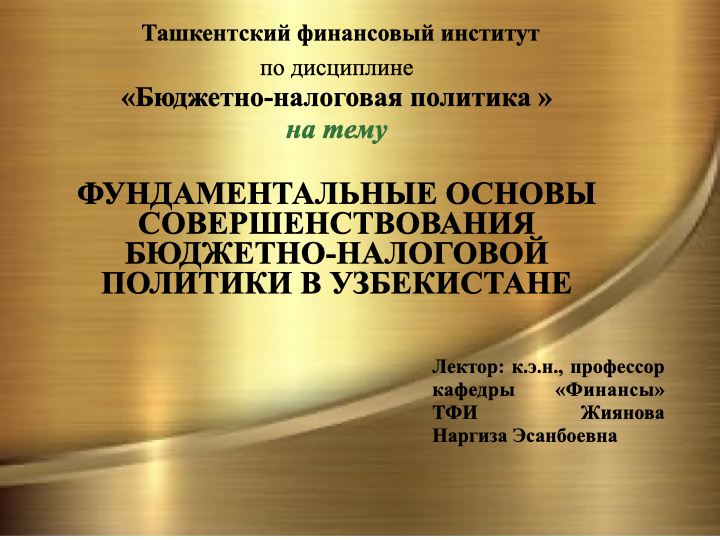 Ташкентский финансовый институт
по дисциплине
«Бюджетно-налоговая политика »
на тему
ФУНДАМЕНТАЛЬНЫЕ ОСНОВЫ
СОВЕРШЕНСТВОВАНИЯ
БЮДЖЕТНО-НАЛОГОВОЙ
ПОЛИТИКИ В УЗБЕКИСТАНЕ
Лектор: к.э.н., профессор
кафедры «Финансы»
ТФИ Жиянова
Наргиза Эсанбоевна